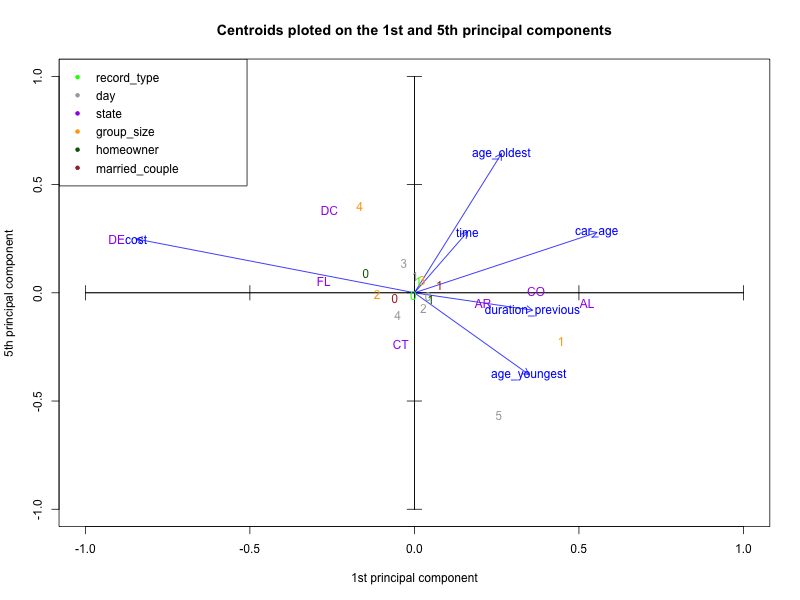 Centroids ploted on the 1st and 5th principal components
record_type
day
state
group_size
homeowner
married_couple
1.0
0.5
0.0
-0.5
-1.0
5th principal component
age_oldest
DC 4
time car_age
DEcost
3
0
FL
1
CO
2 0
AR AL
2 duration_previous
4
CT 1
age_youngest
5
-1.0 -0.5 0.0 0.5 1.0
1st principal component